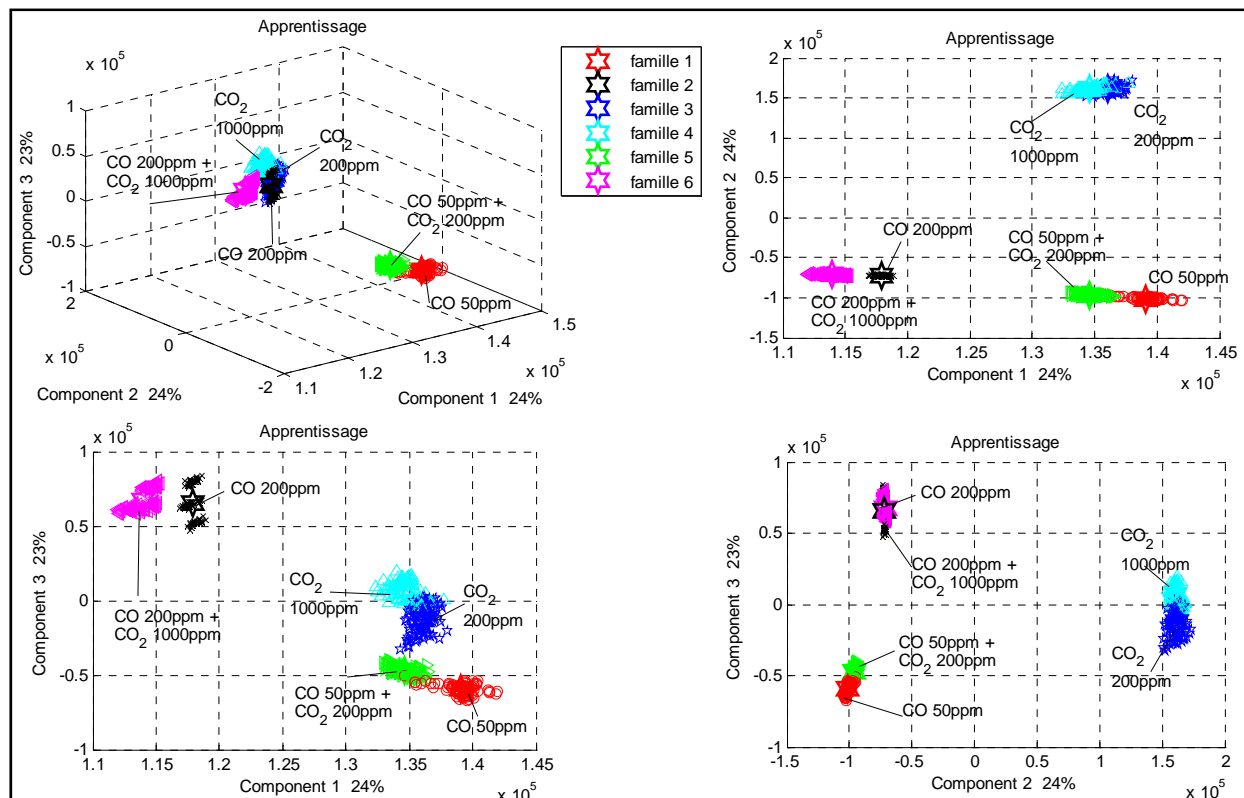 Apprentissage
x 10^5
1
0.5
0
-0.5
-1
Component 3 23%
CO2
1000ppm
CO2
200ppm
CO 200ppm +
CO2 1000ppm
CO 200ppm
CO 50ppm +
CO2 200ppm
CO 50ppm
2
0
-2
x 10^5
Component 2 24%
1.1
1.2
1.3
1.4
1.5
x 10^5
Component 1 24%
famille 1
famille 2
famille 3
famille 4
famille 5
famille 6
Apprentissage
x 10^5
2
1.5
1
0.5
0
-0.5
-1
-1.5
Component 2 24%
CO2
1000ppm
CO2
200ppm
CO 200ppm
CO 50ppm +
CO2 200ppm
CO 50ppm
CO 200ppm +
CO2 1000ppm
1.1 1.15 1.2 1.25 1.3 1.35 1.4 1.45
Component 1 24%
x 10^5
Apprentissage
x 10^5
1
0.5
0
-0.5
-1
Component 3 23%
CO 200ppm
CO2
1000ppm
CO2
200ppm
CO 200ppm +
CO2 1000ppm
CO 50ppm +
CO2 200ppm
CO 50ppm
1.1 1.15 1.2 1.25 1.3 1.35 1.4 1.45
Component 1 24%
x 10^5
Apprentissage
x 10^5
1
0.5
0
-0.5
-1
Component 3 23%
CO 200ppm
CO2
1000ppm
CO 200ppm +
CO2 1000ppm
CO 50ppm +
CO2 200ppm
CO2
200ppm
CO 50ppm
-1.5 -1 -0.5 0 0.5 1 1.5 2
Component 2 24%
x 10^5